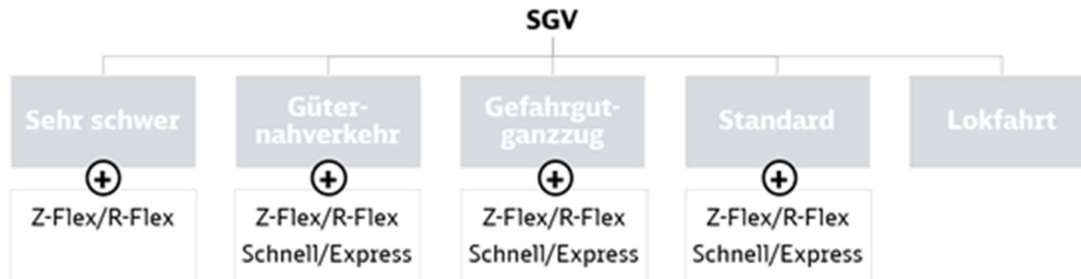 SGV
Sehr schwer
Güter-
nahverkehr
Gefahrgut-
ganzzug
Standard
Lokfahrt
Z-Flex/R-Flex
Z-Flex/R-Flex
Schnell/Express
Z-Flex/R-Flex
Schnell/Express
Z-Flex/R-Flex
Schnell/Express